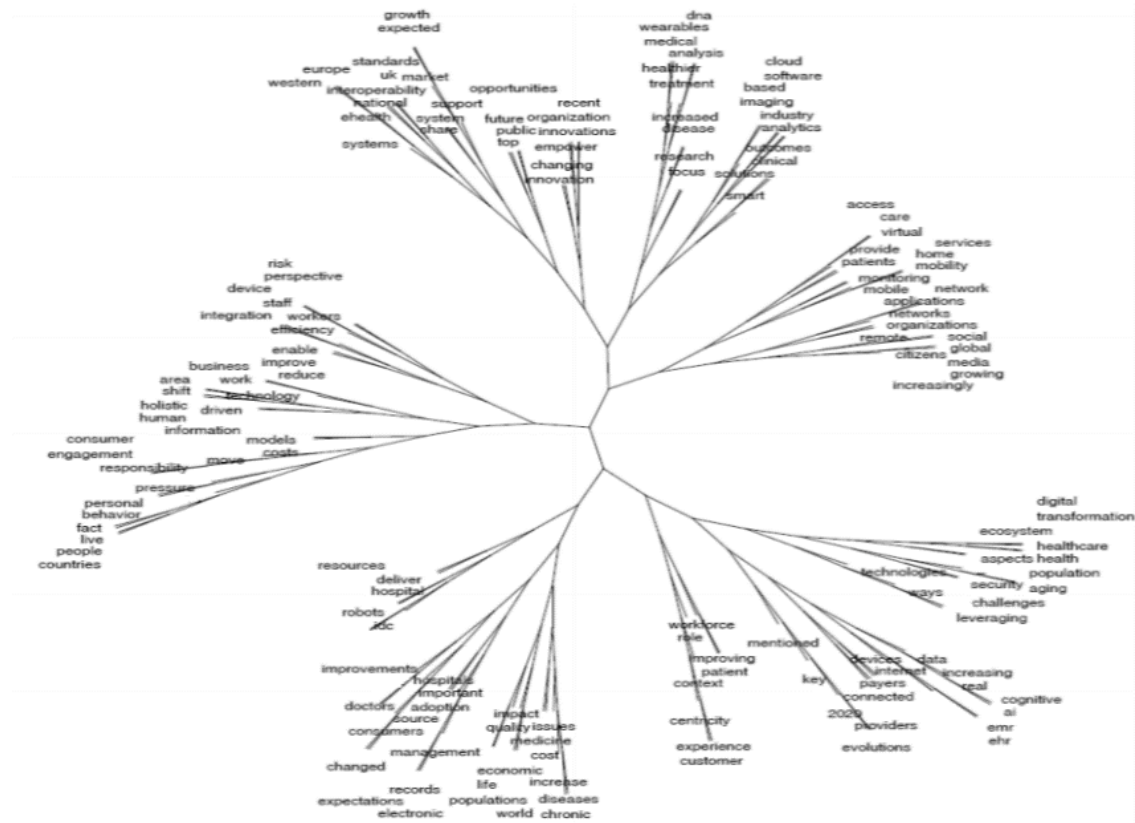 growth
expected
standards
europe
uk market
western
interoperability
national
support
ehealth
system
share
systems
opportunities
recent
future organization
public innovations
top
empower
changing
innovation
dna
wearables
medical
analysis
healthier
treatment
increased
disease
research
focus
cloud
software
based
imaging
industry
analytics
outcomes
clinical
solutions
smart
access
care
virtual
provide
services
patients
home
mobility
monitoring
mobile
network
applications
networks
organizations
remote
social
citizens
global
media
growing
increasingly
risk
perspective
device
staff
integration
workers
efficiency
enable
business
improve
area
work
reduce
shift
technology
holistic
driven
human
information
consumer
models
engagement
move
costs
responsibility
pressure
personal
behavior
fact
live
people
countries
resources
deliver
hospital
robots
idc
improvements
hospitals
important
doctors
adoption
source
consumers
management
changed
records
expectations
electronic
impact
quality issues
medicine
cost
economic
life
increase
populations
diseases
world
chronic
workforce
role
improving
patient
context
centricity
experience
customer
mentioned
key
devices
data
internet
payers
connected
2020
providers
evolutions
increasing
real
cognitive
ai
emr
ehr
digital
transformation
ecosystem
healthcare
aspects health
technologies
population
security
aging
ways
challenges
leveraging